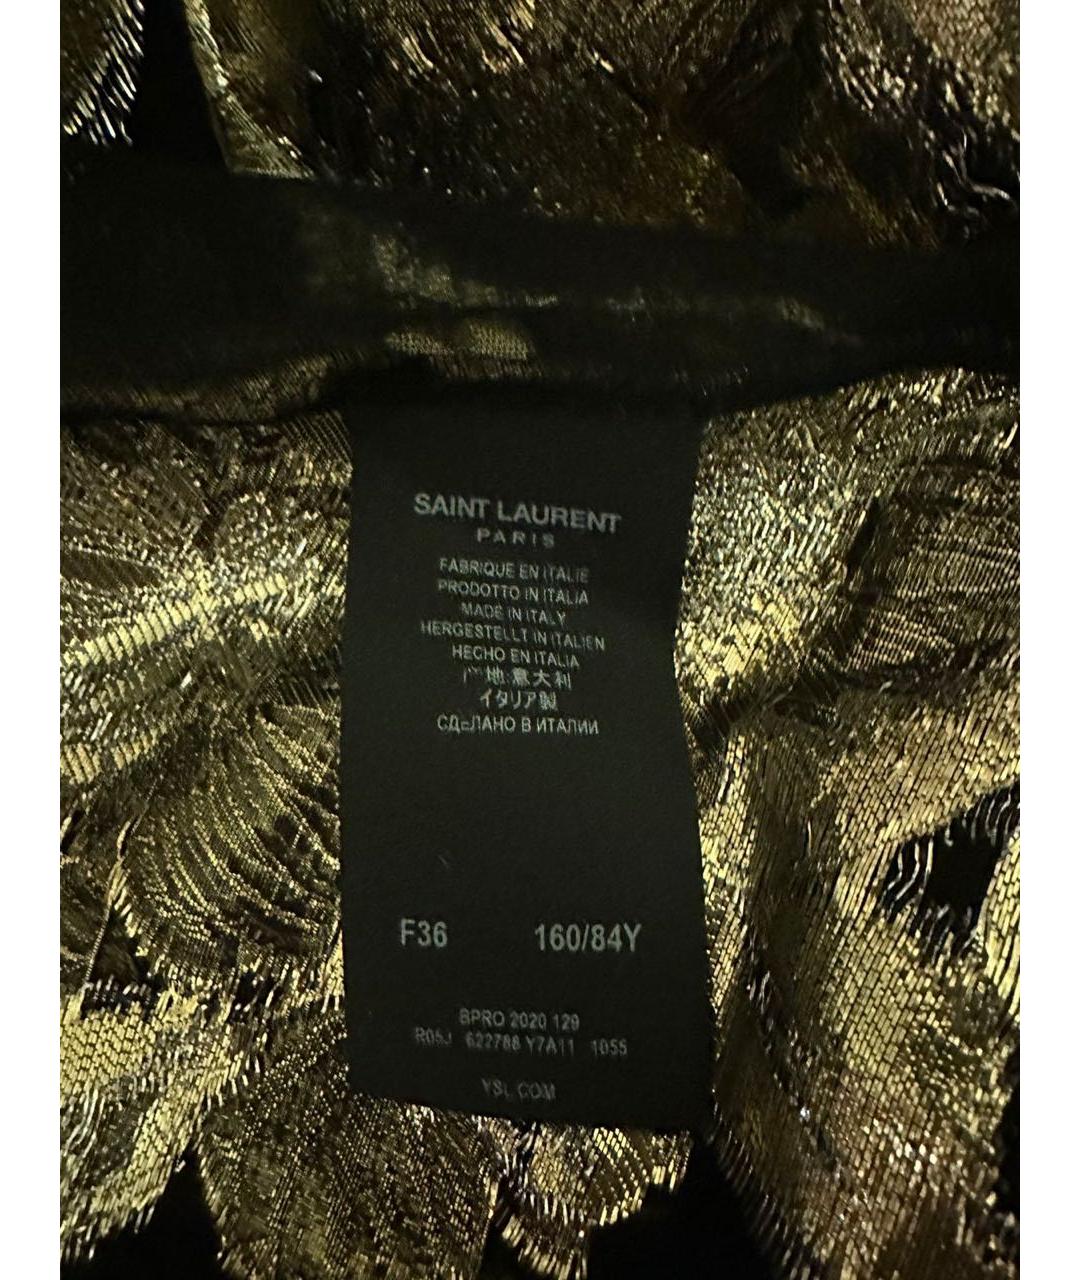 SAINT LAURENT
PARIS
FABRIQUE EN ITALIE
PRODOTTO IN ITALIA
MADE IN ITALY
HERGESTELLT IN ITALIEN
HECHO EN ITALIA
产地:意大利
イタリア製
СДЕЛАНО В ИТАЛИИ
F36 160/84Y
BPRO 2020 129
R05J 622788 Y7A11 1055
YSL.COM